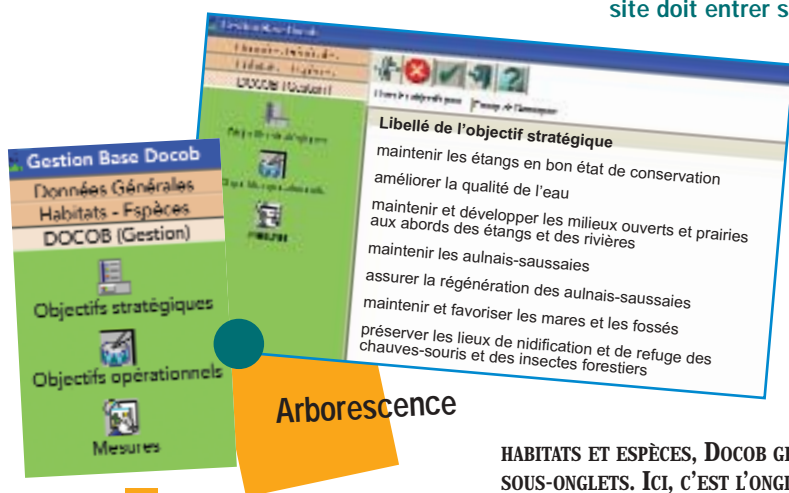 site doit entrer s
DOCOB (Gestion)
Libellé de l'objectif stratégique
maintenir les étangs en bon état de conservation
améliorer la qualité de l'eau
maintenir et développer les milieux ouverts et prairies
aux abords des étangs et des rivières
maintenir les aulnais-saussaies
assurer la régénération des aulnais-saussaies
maintenir et favoriser les mares et les fossés
préserver les lieux de nidification et de refuge des
chauves-souris et des insectes forestiers
Gestion Base Docob
Données Générales
Habitats - Espèces
DOCOB (Gestion)
Objectifs stratégiques
Objectifs opérationnels
Mesures
Arborescence
HABITATS ET ESPÈCES, DOCOB GE
SOUS-ONGLETS. ICI, C'EST L'ONGL